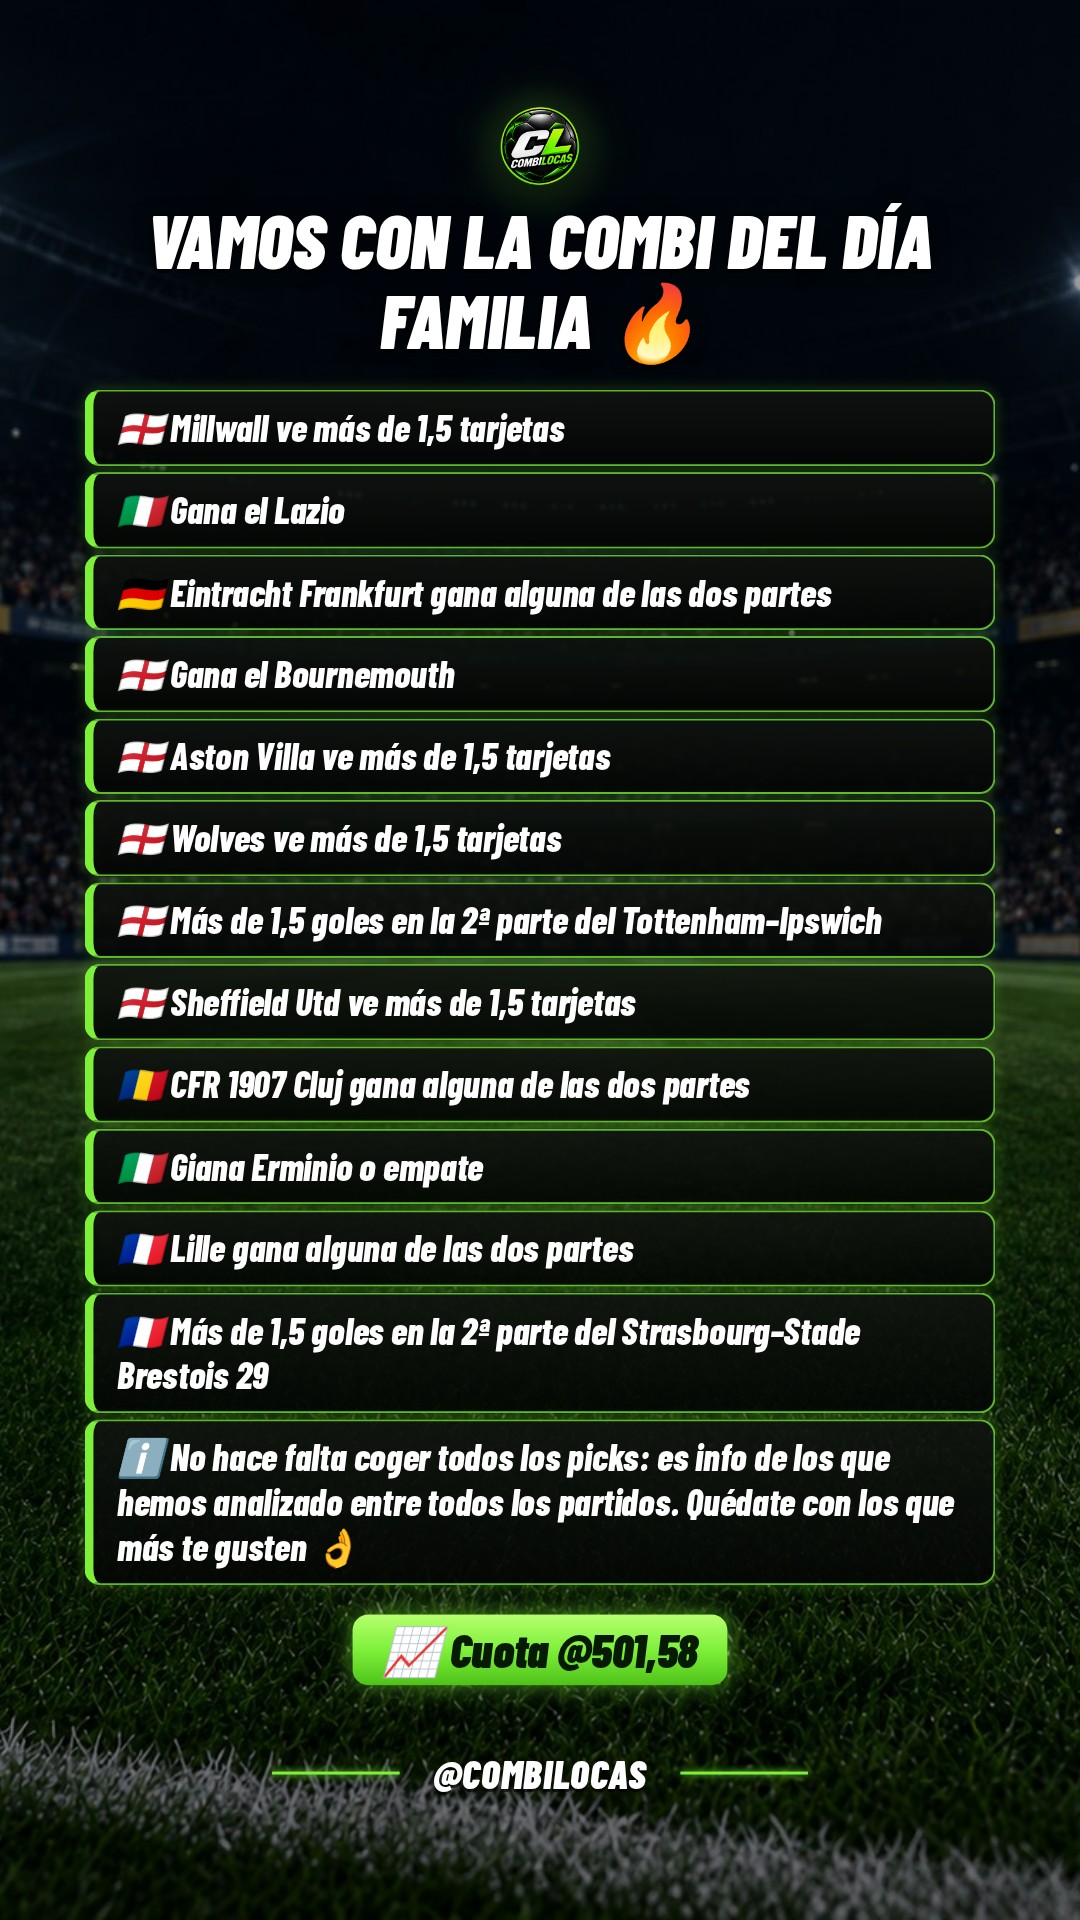 CL
COMBILOCAS
VAMOS CON LA COMBI DEL DÍA
FAMILIA 🔥
🏴󠁧󠁢󠁥󠁮󠁧󠁿 Millwall ve más de 1,5 tarjetas
🇮🇹 Gana el Lazio
🇩🇪 Eintracht Frankfurt gana alguna de las dos partes
🏴󠁧󠁢󠁥󠁮󠁧󠁿 Gana el Bournemouth
🏴󠁧󠁢󠁥󠁮󠁧󠁿 Aston Villa ve más de 1,5 tarjetas
🏴󠁧󠁢󠁥󠁮󠁧󠁿 Wolves ve más de 1,5 tarjetas
🏴󠁧󠁢󠁥󠁮󠁧󠁿 Más de 1,5 goles en la 2ª parte del Tottenham-Ipswich
🏴󠁧󠁢󠁥󠁮󠁧󠁿 Sheffield Utd ve más de 1,5 tarjetas
🇷🇴 CFR 1907 Cluj gana alguna de las dos partes
🇮🇹 Giana Erminio o empate
🇫🇷 Lille gana alguna de las dos partes
🇫🇷 Más de 1,5 goles en la 2ª parte del Strasbourg-Stade
Brestois 29
ℹ️ No hace falta coger todos los picks: es info de los que
hemos analizado entre todos los partidos. Quédate con los que
más te gusten 👌
📈 Cuota @501,58
@COMBILOCAS